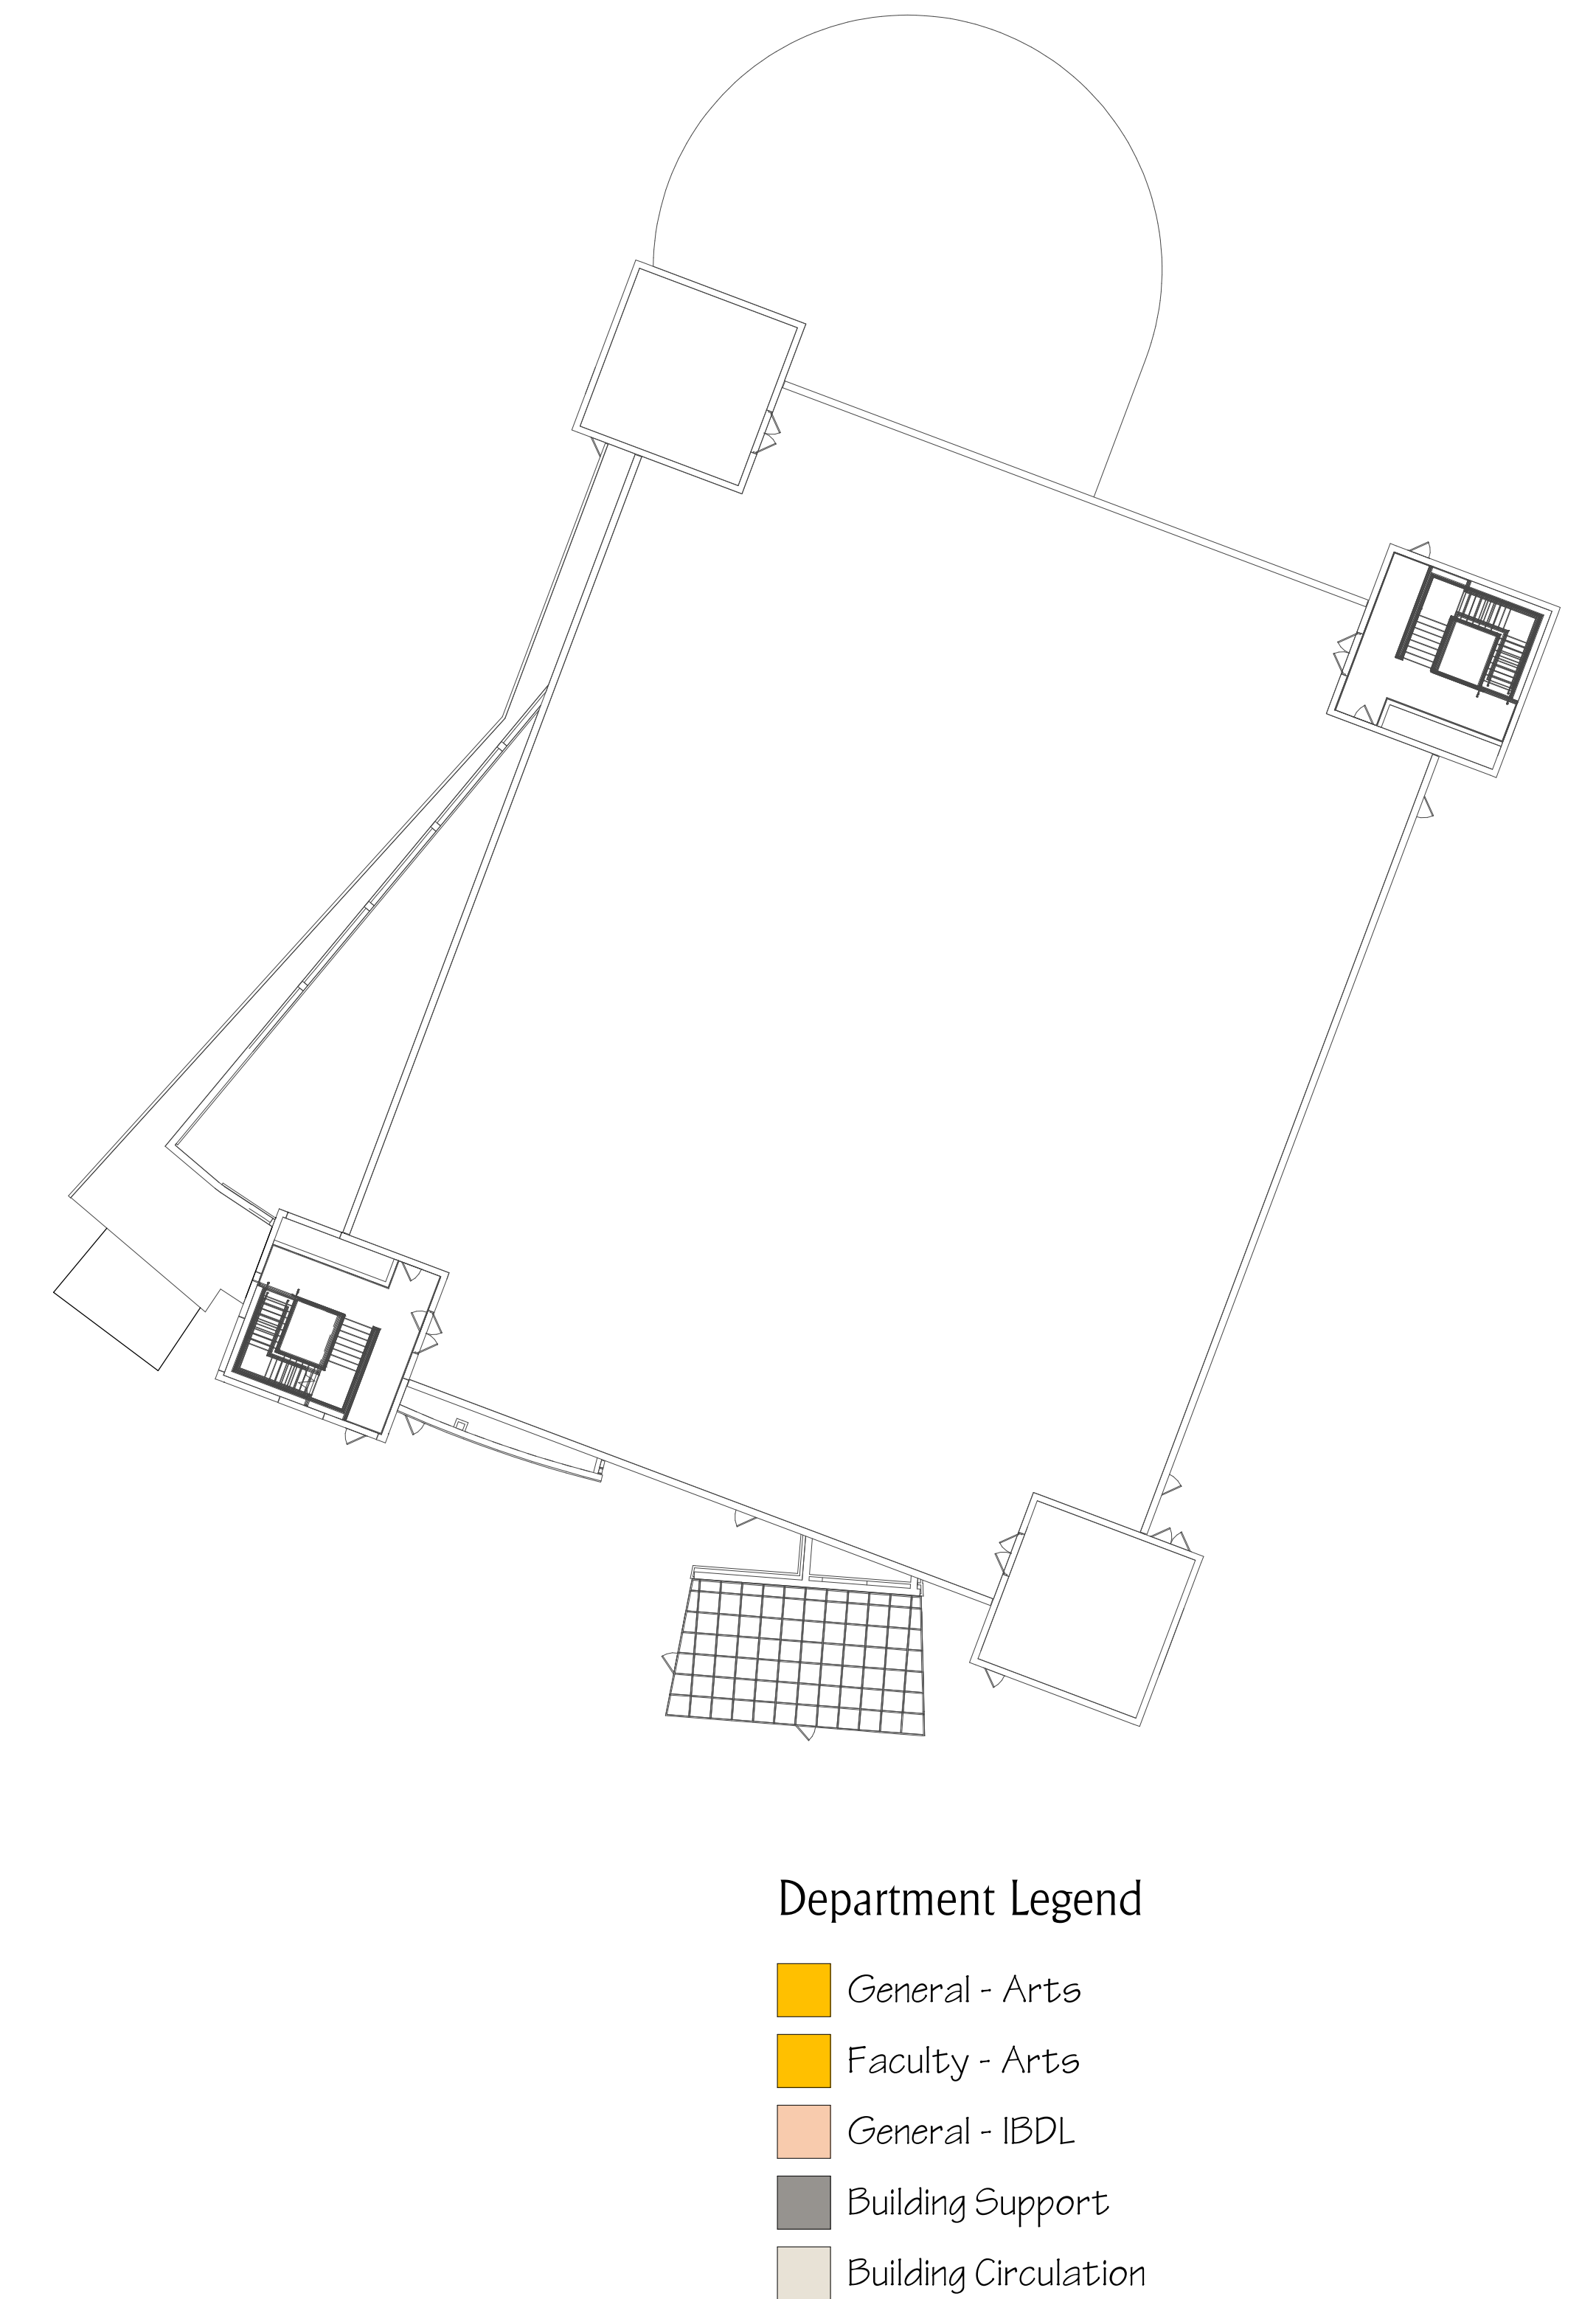 Department Legend
General - Arts
Faculty - Arts
General - IBDL
Building Support
Building Circulation